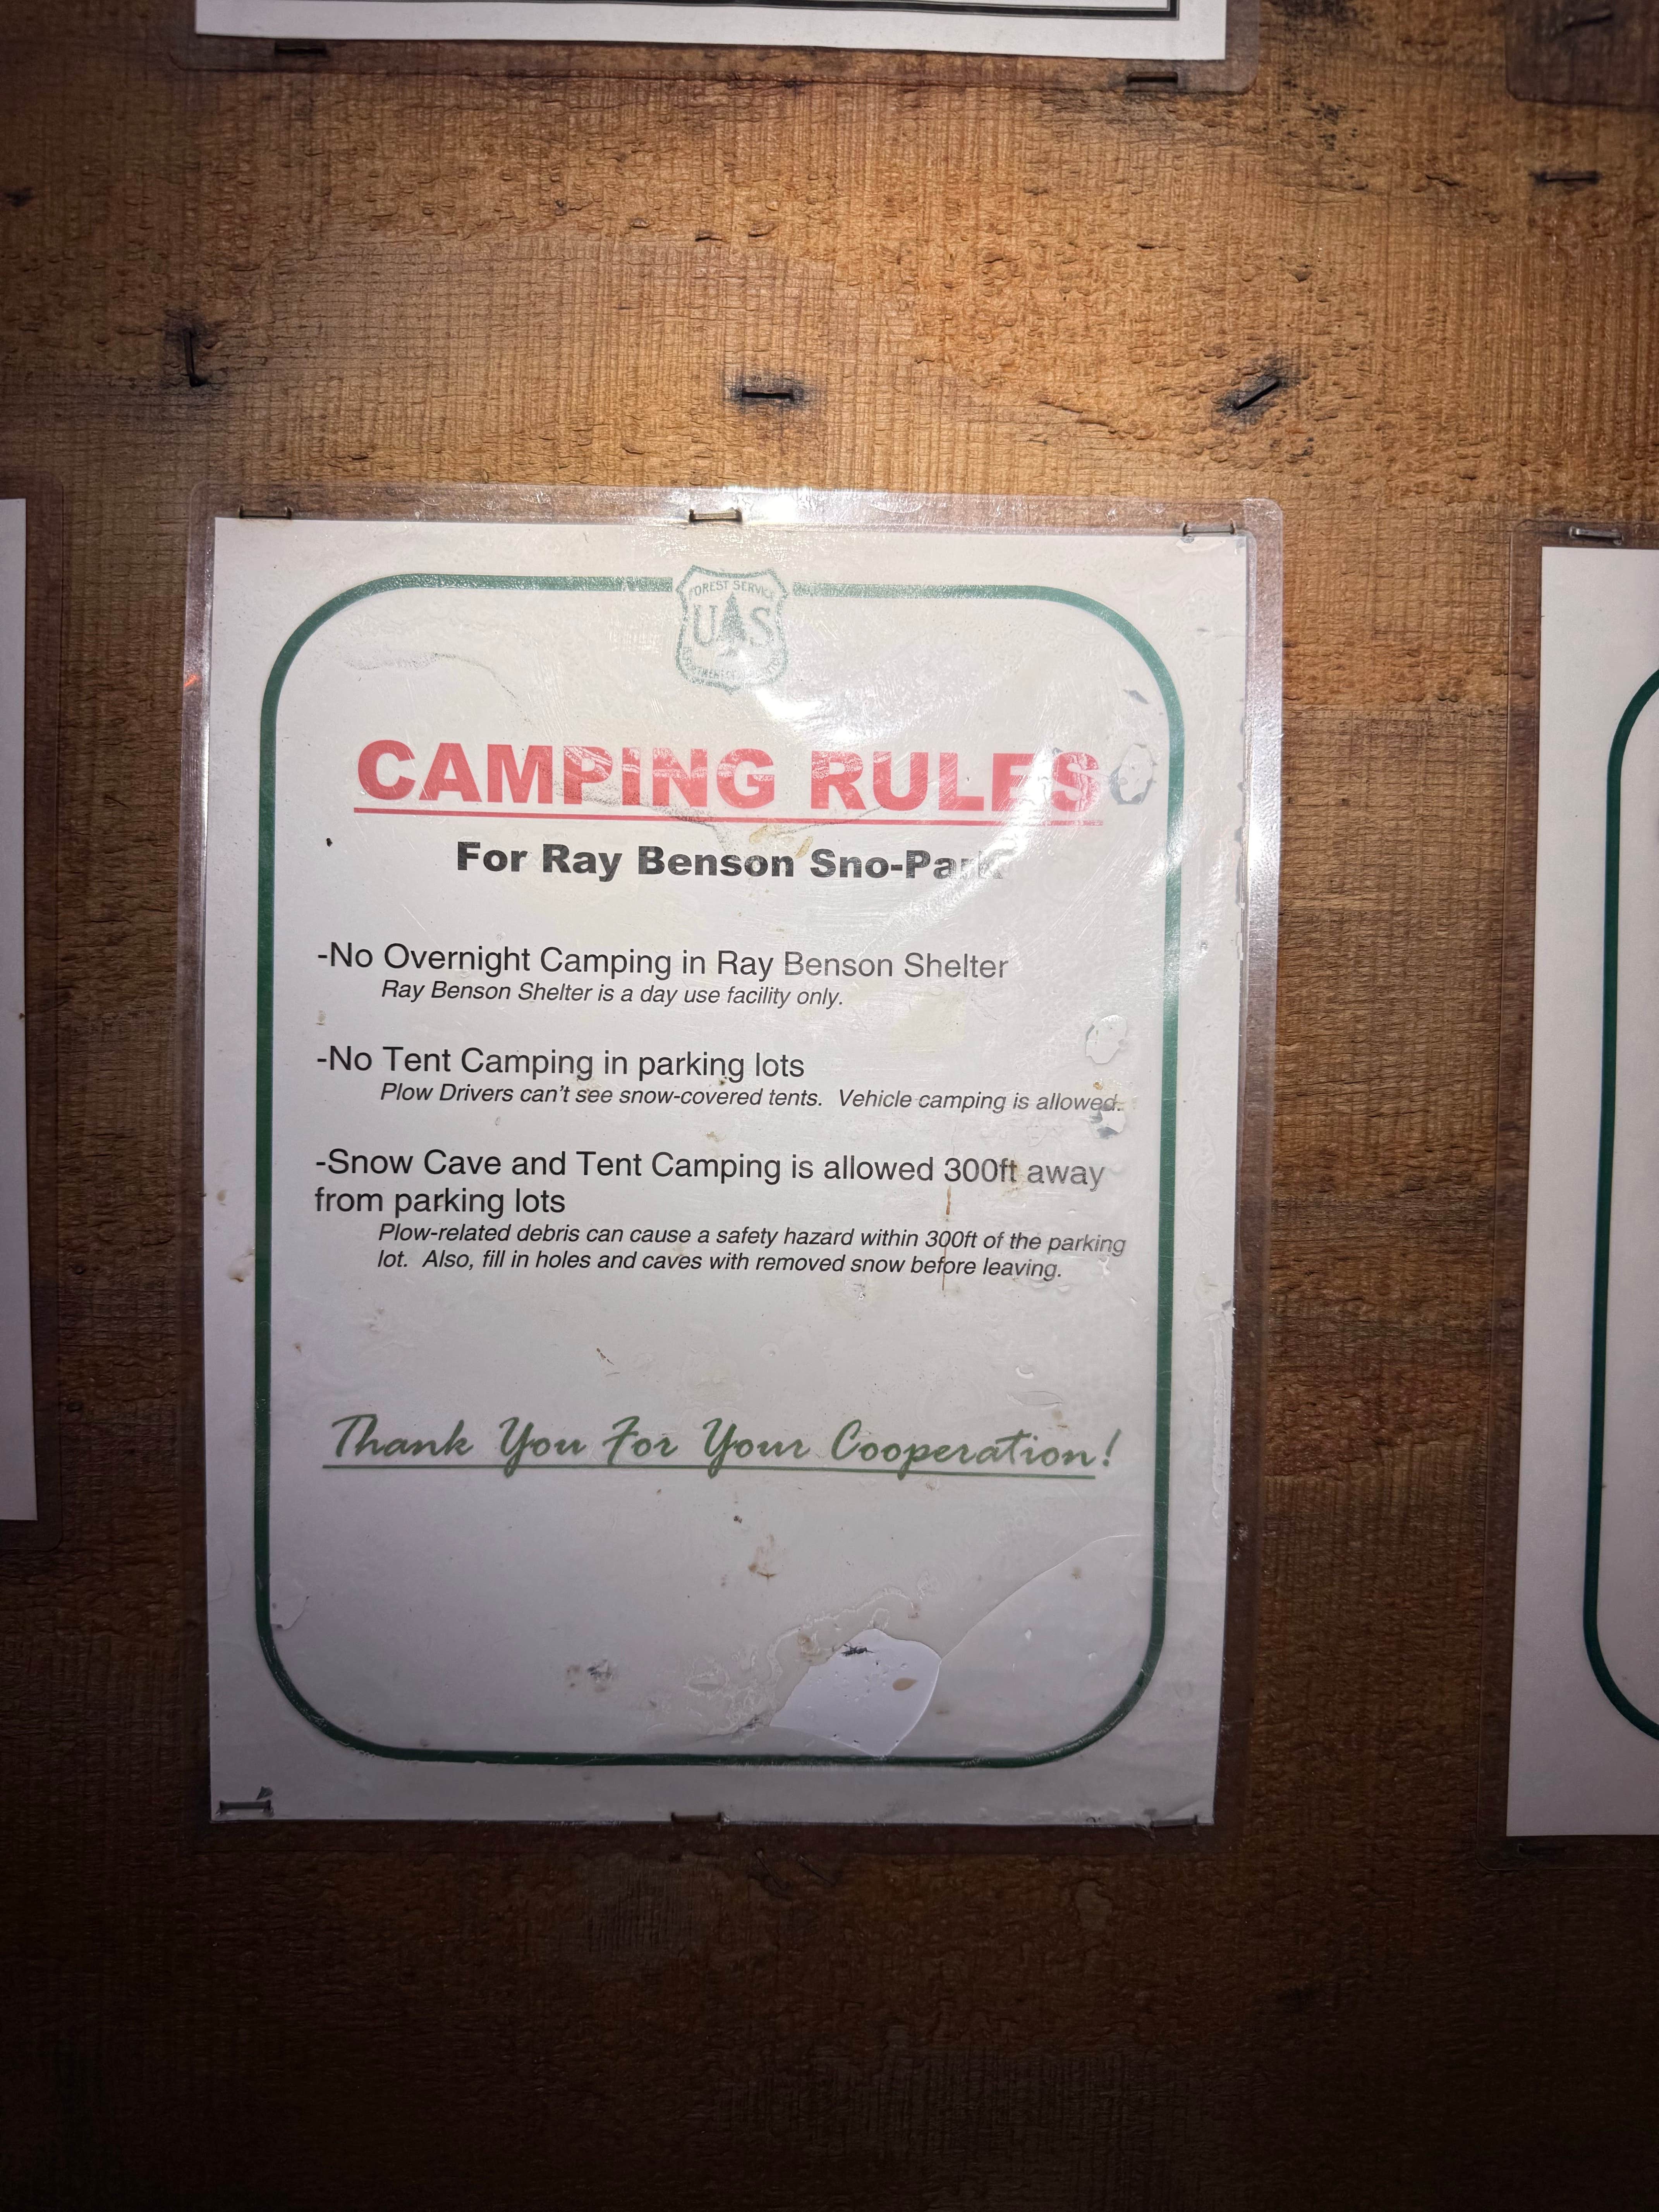 FOREST SERVICE
U S
CAMPING RULES
For Ray Benson Sno-Park
-No Overnight Camping in Ray Benson Shelter
Ray Benson Shelter is a day use facility only.
-No Tent Camping in parking lots
Plow Drivers can't see snow-covered tents. Vehicle camping is allowed.
-Snow Cave and Tent Camping is allowed 300ft away
from parking lots
Plow-related debris can cause a safety hazard within 300ft of the parking
lot. Also, fill in holes and caves with removed snow before leaving.
Thank You For Your Cooperation!